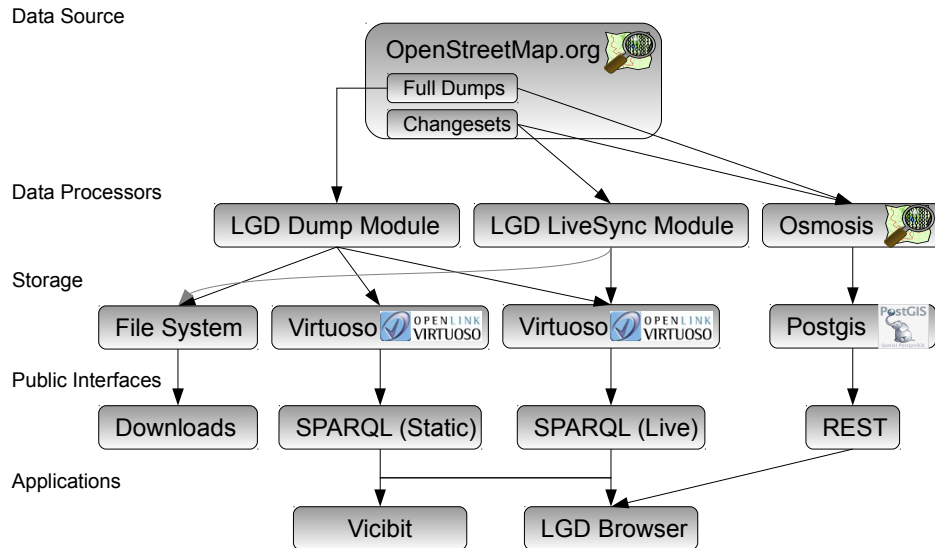 Data Source
OpenStreetMap.org
Full Dumps
Changesets
Data Processors
LGD Dump Module
LGD LiveSync Module
Osmosis
Storage
File System
Virtuoso
OPENLINK
VIRTUOSO
Virtuoso
OPENLINK
VIRTUOSO
Postgis
PostGIS
Spatial PostgreSQL
Public Interfaces
Downloads
SPARQL (Static)
SPARQL (Live)
REST
Applications
Vicibit
LGD Browser